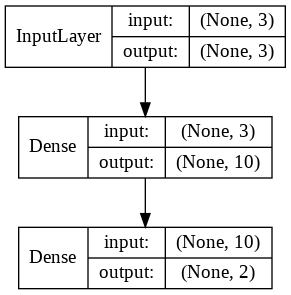 InputLayer input: (None, 3)
output: (None, 3)
Dense input: (None, 3)
output: (None, 10)
Dense input: (None, 10)
output: (None, 2)